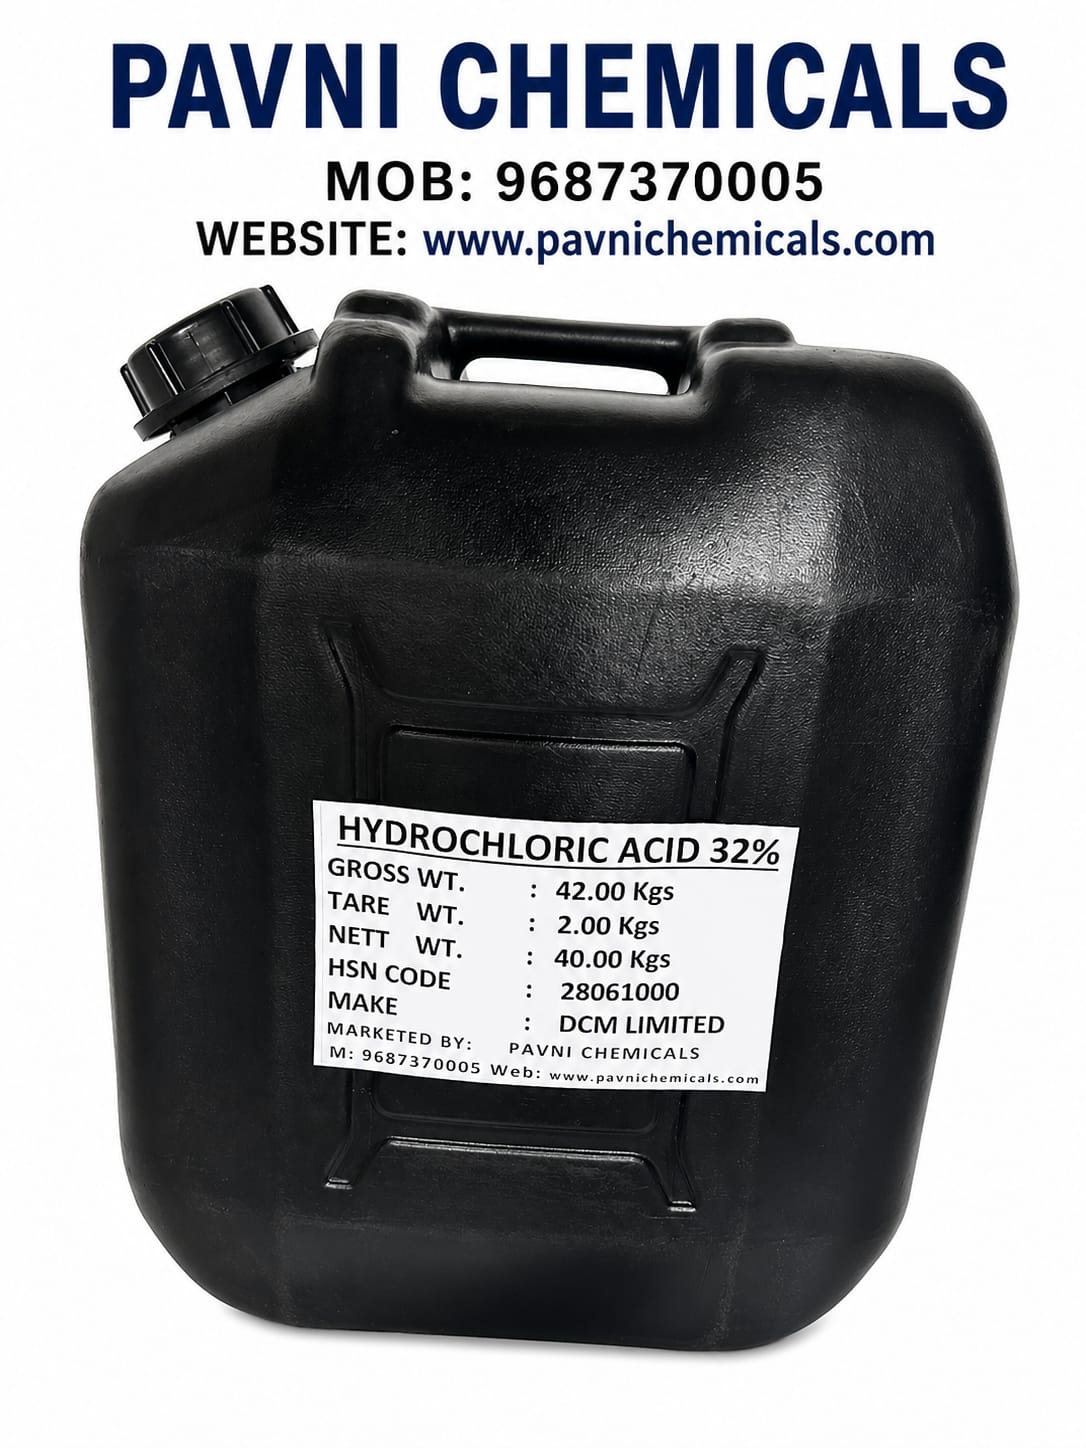 PAVNI CHEMICALS
MOB: 9687370005
WEBSITE: www.pavnichemicals.com
HYDROCHLORIC ACID 32%
GROSS WT. : 42.00 Kgs
TARE WT. : 2.00 Kgs
NETT WT. : 40.00 Kgs
HSN CODE : 28061000
MAKE : DCM LIMITED
MARKETED BY: PAVNI CHEMICALS
M: 9687370005 Web: www.pavnichemicals.com